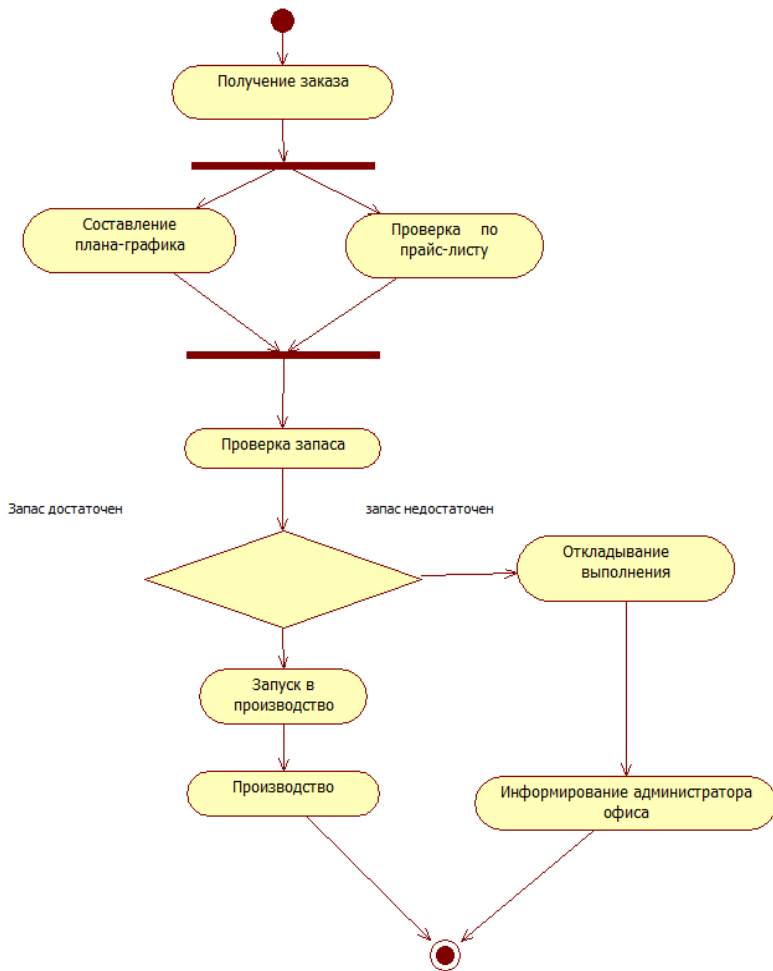 Получение заказа
Составление
плана-графика
Проверка по
прайс-листу
Проверка запаса
Запас достаточен
запас недостаточен
Откладывание
выполнения
Запуск в
производство
Производство
Информирование администратора
офиса